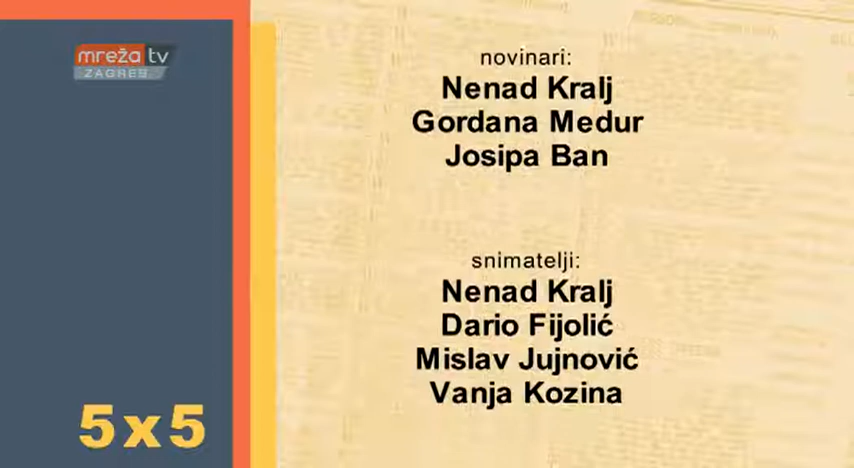 mreža tv
ZAGREB
novinari:
Nenad Kralj
Gordana Medur
Josipa Ban
snimatelji:
Nenad Kralj
Dario Fijolić
Mislav Jujnović
Vanja Kozina
5x5